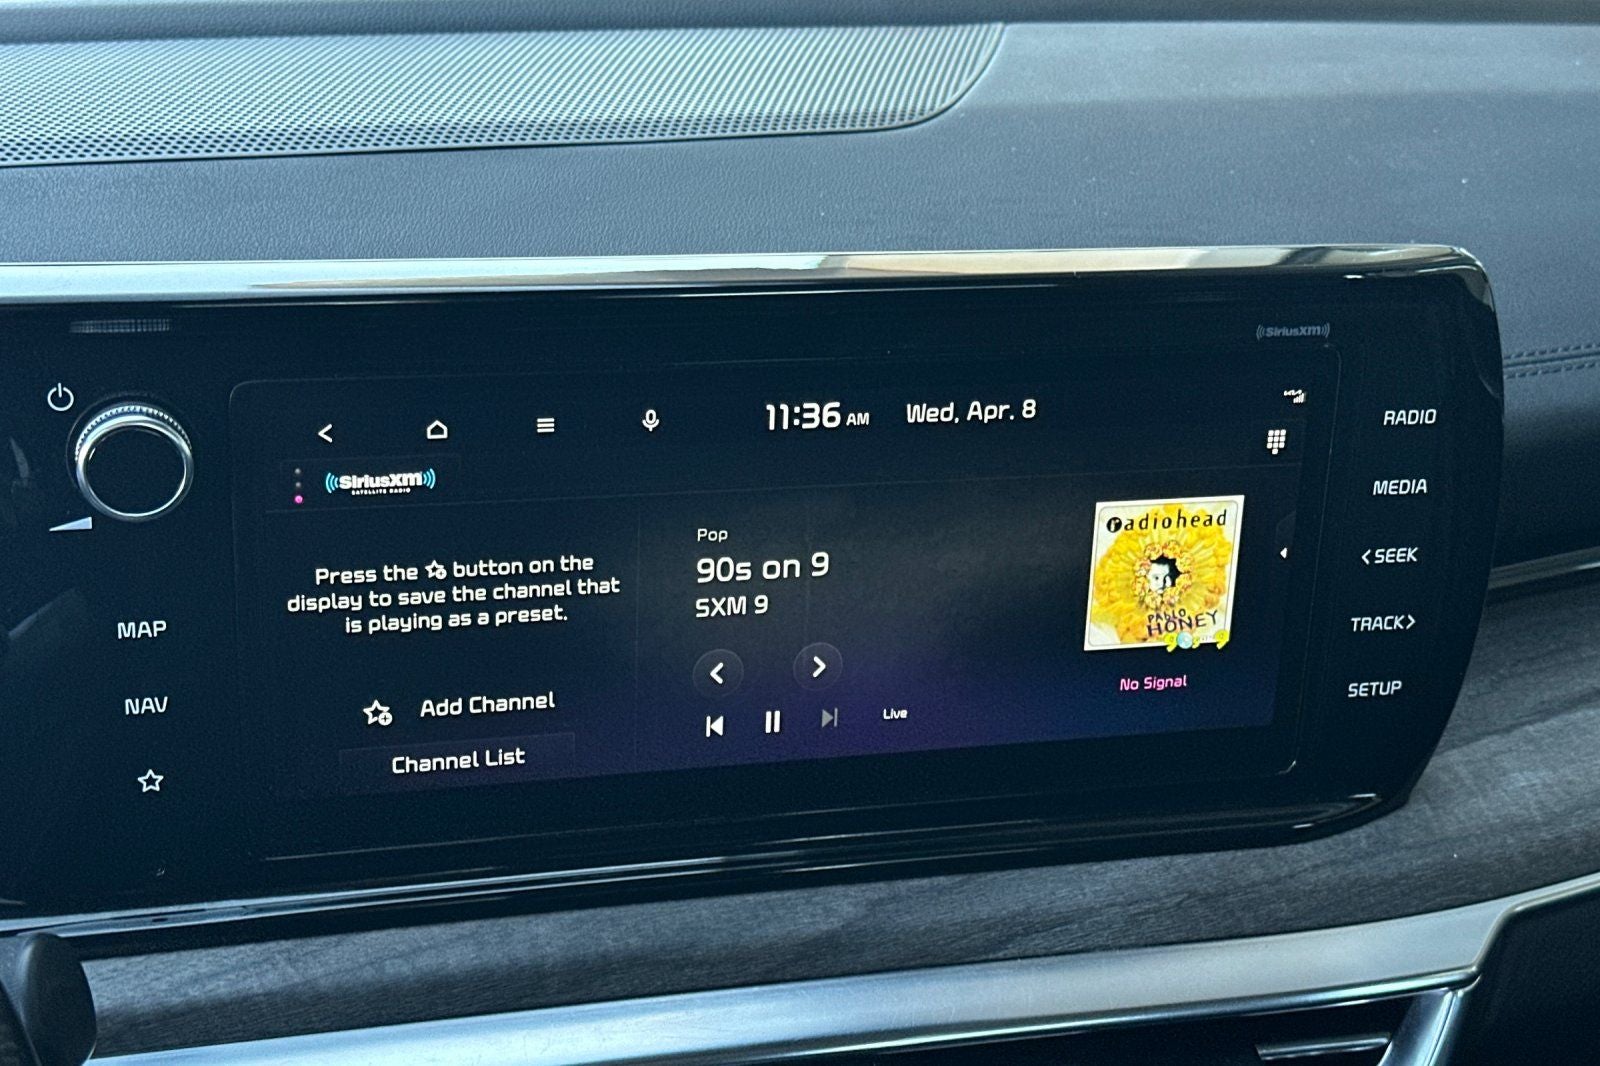 SiriusXM
11:36 AM Wed, Apr. 8
RADIO
MEDIA
< SEEK
TRACK >
SETUP
MAP
NAV
SiriusXM
SATELLITE RADIO
Press the button on the
display to save the channel that
is playing as a preset.
Add Channel
Channel List
Pop
90s on 9
SXM 9
Live
radiohead
PABLO
HONEY
No Signal